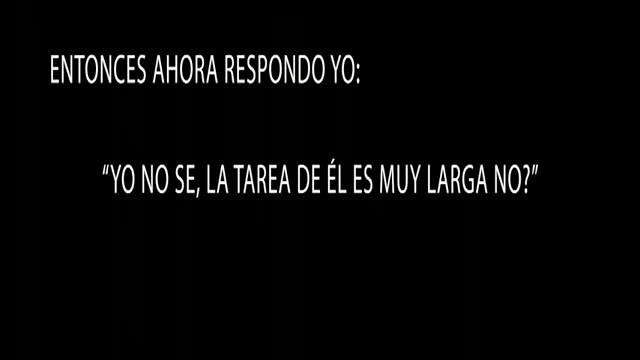 ENTONCES AHORA RESPONDO YO:
“YO NO SE, LA TAREA DE ÉL ES MUY LARGA NO?”